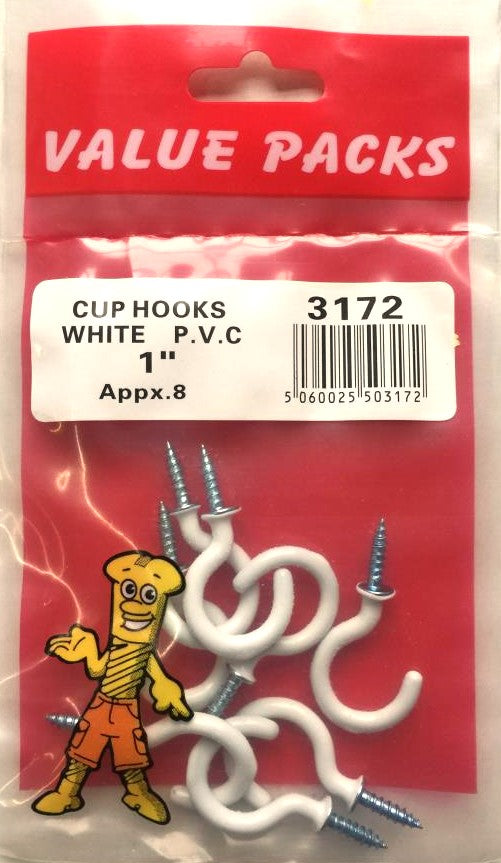 VALUE PACKS
CUP HOOKS
WHITE P.V.C
1"
Appx.8
3172
5 060025 503172